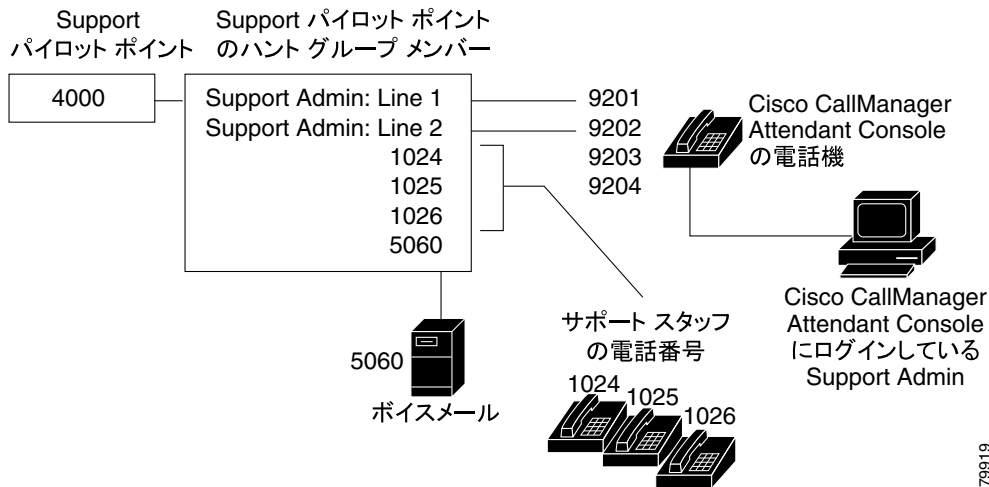 Support
パイロット ポイント
Support パイロット ポイント
のハント グループ メンバー
4000
Support Admin: Line 1
Support Admin: Line 2
1024
1025
1026
5060
9201
9202
9203
9204
Cisco CallManager
Attendant Console
の電話機
Cisco CallManager
Attendant Console
にログインしている
Support Admin
サポート スタッフ
の電話番号
1024
1025
1026
5060
ボイスメール
79919